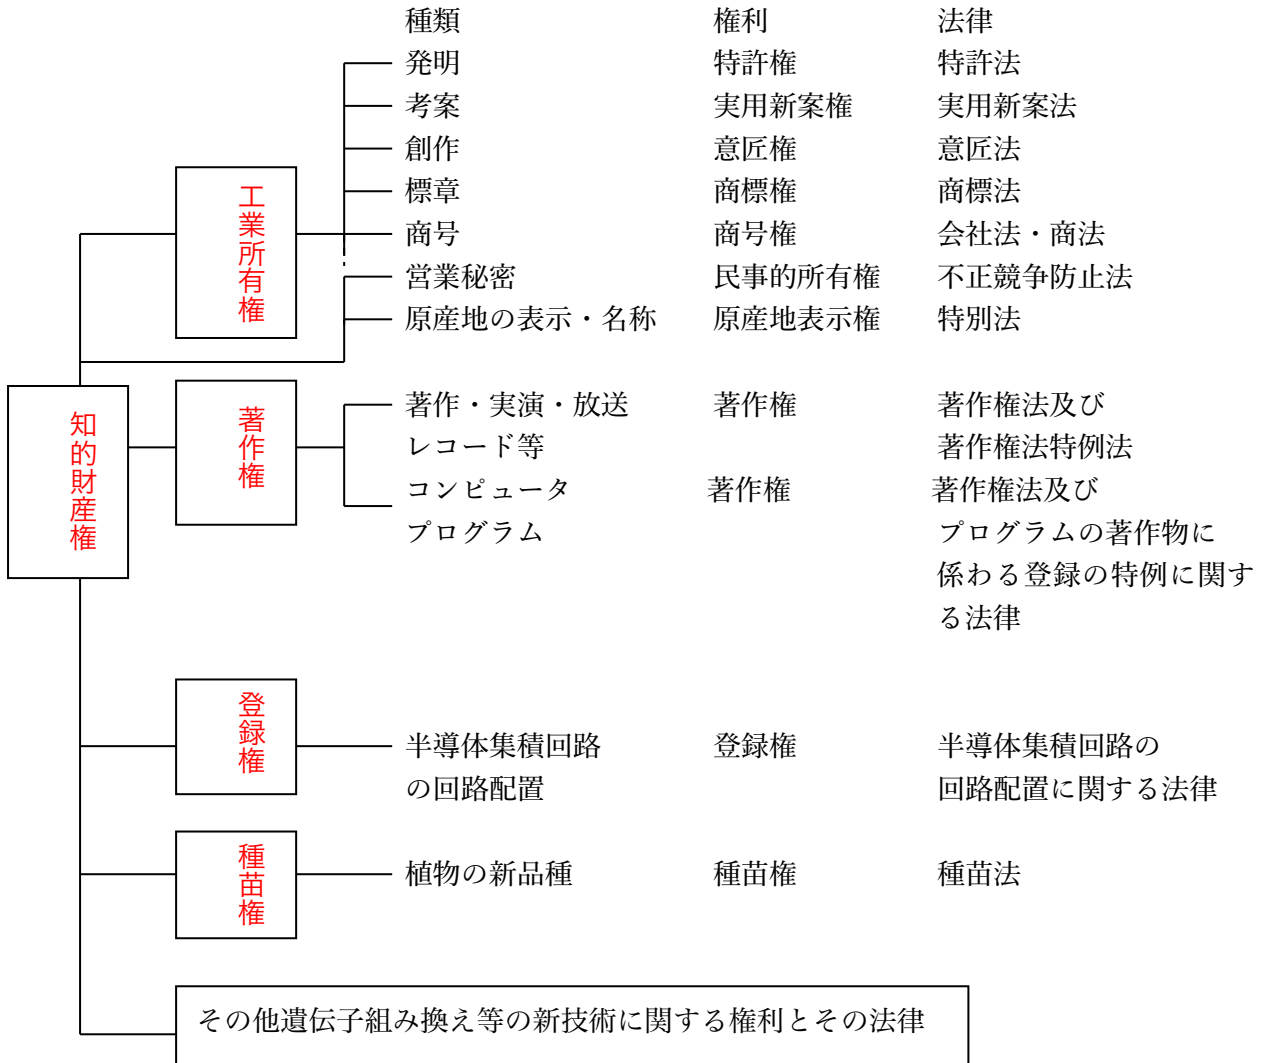 種類 権利 法律
発明 特許権 特許法
考案 実用新案権 実用新案法
創作 意匠権 意匠法
標章 商標権 商標法
商号 商号権 会社法・商法
営業秘密 民事的所有権 不正競争防止法
原産地の表示・名称 原産地表示権 特別法
工業所有権
著作・実演・放送 著作権 著作権法及び
レコード等 著作権法特例法
コンピュータ 著作権 著作権法及び
プログラム プログラムの著作物に
係わる登録の特例に関す
る法律
著作権
知的財産権
登録権
半導体集積回路 登録権 半導体集積回路の
の回路配置 回路配置に関する法律
種苗権
植物の新品種 種苗権 種苗法
その他遺伝子組み換え等の新技術に関する権利とその法律